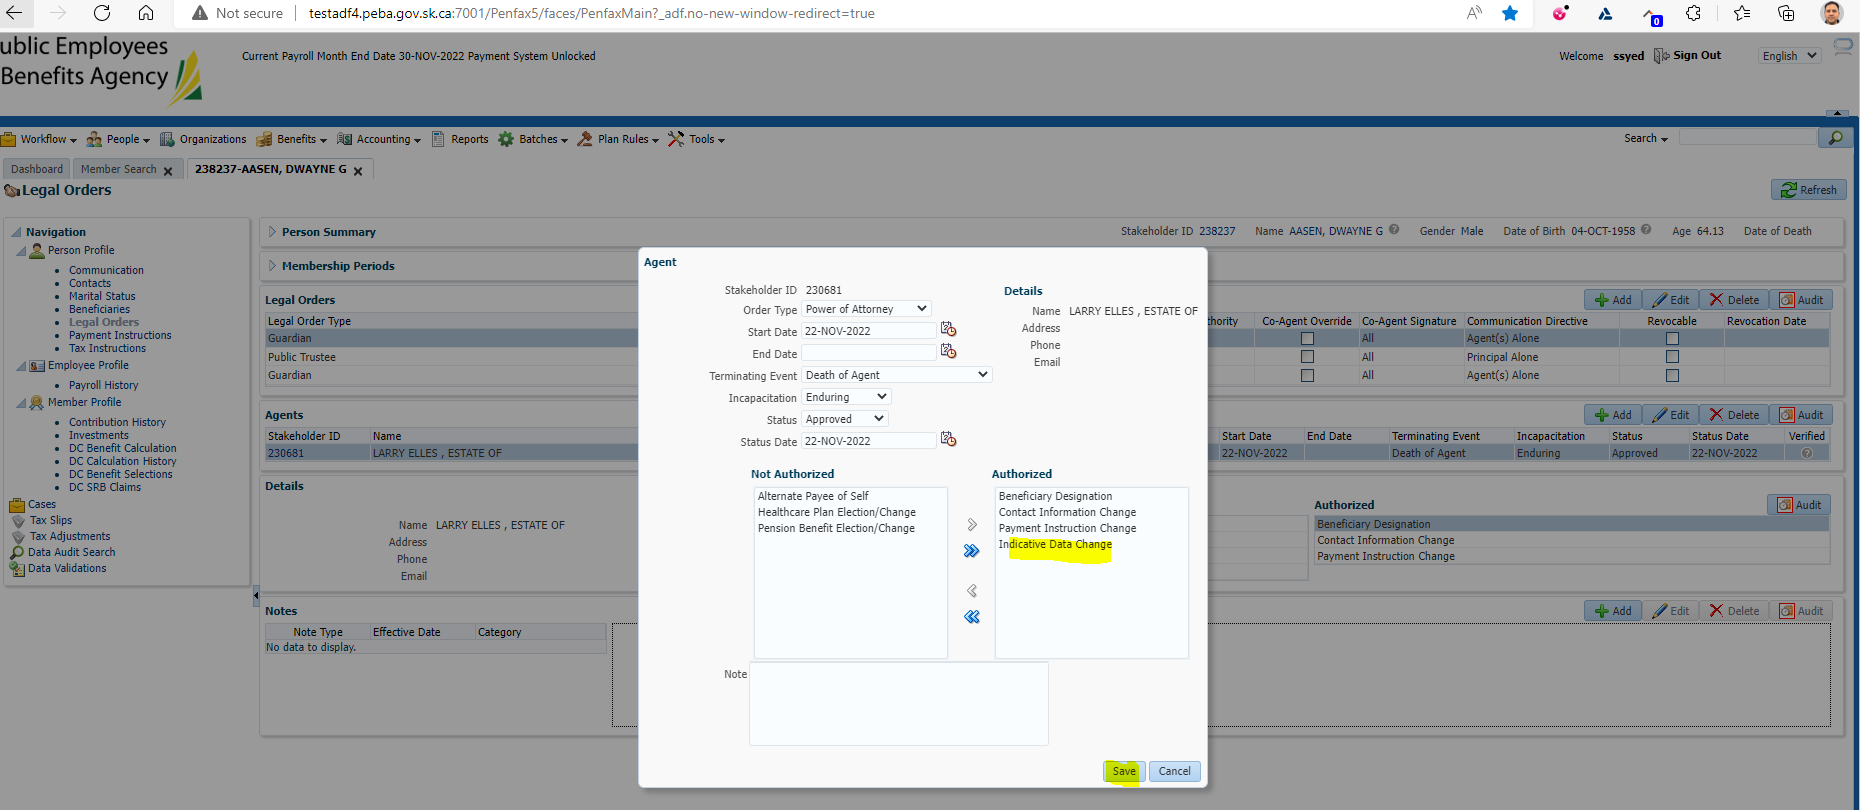 Not secure | testadf4.peba.gov.sk.ca:7001/Penfax5/faces/PenfaxMain?_adf.no-new-window-redirect=true
0
ublic Employees
Benefits Agency
Current Payroll Month End Date 30-NOV-2022 Payment System Unlocked
Welcome ssyed Sign Out English
Workflow People Organizations Benefits Accounting Reports Batches Plan Rules Tools Search
Dashboard Member Search 238237-AASEN, DWAYNE G
Legal Orders Refresh
Navigation
Person Profile
Communication
Contacts
Marital Status
Beneficiaries
Legal Orders
Payment Instructions
Tax Instructions
Employee Profile
Payroll History
Member Profile
Contribution History
Investments
DC Benefit Calculation
DC Calculation History
DC Benefit Selections
DC SRB Claims
Cases
Tax Slips
Tax Adjustments
Data Audit Search
Data Validations
Person Summary Stakeholder ID 238237 Name AASEN, DWAYNE G Gender Male Date of Birth 04-OCT-1958 Age 64.13 Date of Death
Membership Periods
Legal Orders Add Edit Delete Audit
Legal Order Type hority Co-Agent Override Co-Agent Signature Communication Directive Revocable Revocation Date
Guardian All Agent(s) Alone
Public Trustee All Principal Alone
Guardian All Agent(s) Alone
Agents Add Edit Delete Audit
Stakeholder ID Name Start Date End Date Terminating Event Incapacitation Status Status Date Verified
230681 LARRY ELLES , ESTATE OF 22-NOV-2022 Death of Agent Enduring Approved 22-NOV-2022
Details
Name LARRY ELLES , ESTATE OF
Address
Phone
Email
Authorized Audit
Beneficiary Designation
Contact Information Change
Payment Instruction Change
Notes Add Edit Delete Audit
Note Type Effective Date Category
No data to display.
Agent
Stakeholder ID 230681
Order Type Power of Attorney
Start Date 22-NOV-2022
End Date
Terminating Event Death of Agent
Incapacitation Enduring
Status Approved
Status Date 22-NOV-2022
Details
Name LARRY ELLES , ESTATE OF
Address
Phone
Email
Not Authorized
Alternate Payee of Self
Healthcare Plan Election/Change
Pension Benefit Election/Change
Authorized
Beneficiary Designation
Contact Information Change
Payment Instruction Change
Indicative Data Change
Note
Save Cancel